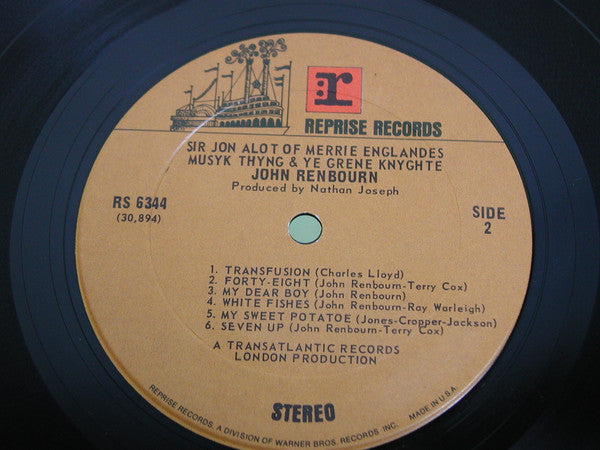 r
REPRISE RECORDS
SIR JON ALOT OF MERRIE ENGLANDES
MUSYK THYNG & YE GRENE KNYGHTE
JOHN RENBOURN
Produced by Nathan Joseph
RS 6344
(30,894)
SIDE
2
1. TRANSFUSION (Charles Lloyd)
2. FORTY-EIGHT (John Renbourn-Terry Cox)
3. MY DEAR BOY (John Renbourn)
4. WHITE FISHES (John Renbourn-Ray Warleigh)
5. MY SWEET POTATOE (Jones-Cropper-Jackson)
6. SEVEN UP (John Renbourn-Terry Cox)
A TRANSATLANTIC RECORDS
LONDON PRODUCTION
STEREO
REPRISE RECORDS, A DIVISION OF WARNER BROS. RECORDS INC. MADE IN U.S.A.